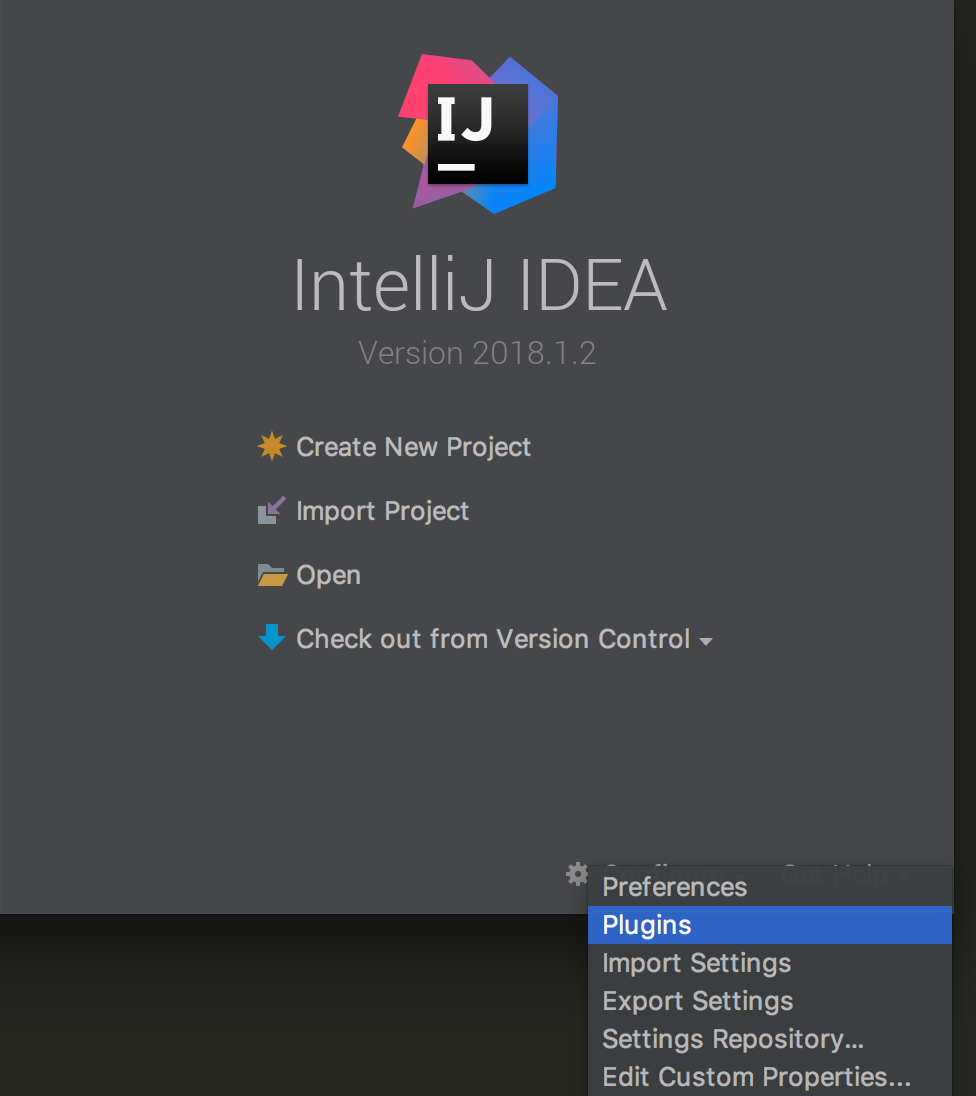 IJ
IntelliJ IDEA
Version 2018.1.2
Create New Project
Import Project
Open
Check out from Version Control
Get Help
Preferences
Plugins
Import Settings
Export Settings
Settings Repository...
Edit Custom Properties...